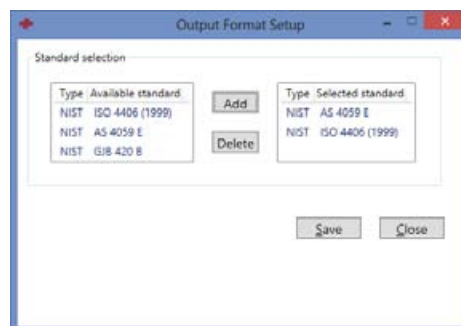 Output Format Setup
Standard selection
Type Available standard
NIST ISO 4406 (1999)
NIST AS 4059 E
NIST GJB 420 B
Add
Delete
Type Selected standard
NIST AS 4059 E
NIST ISO 4406 (1999)
Save
Close